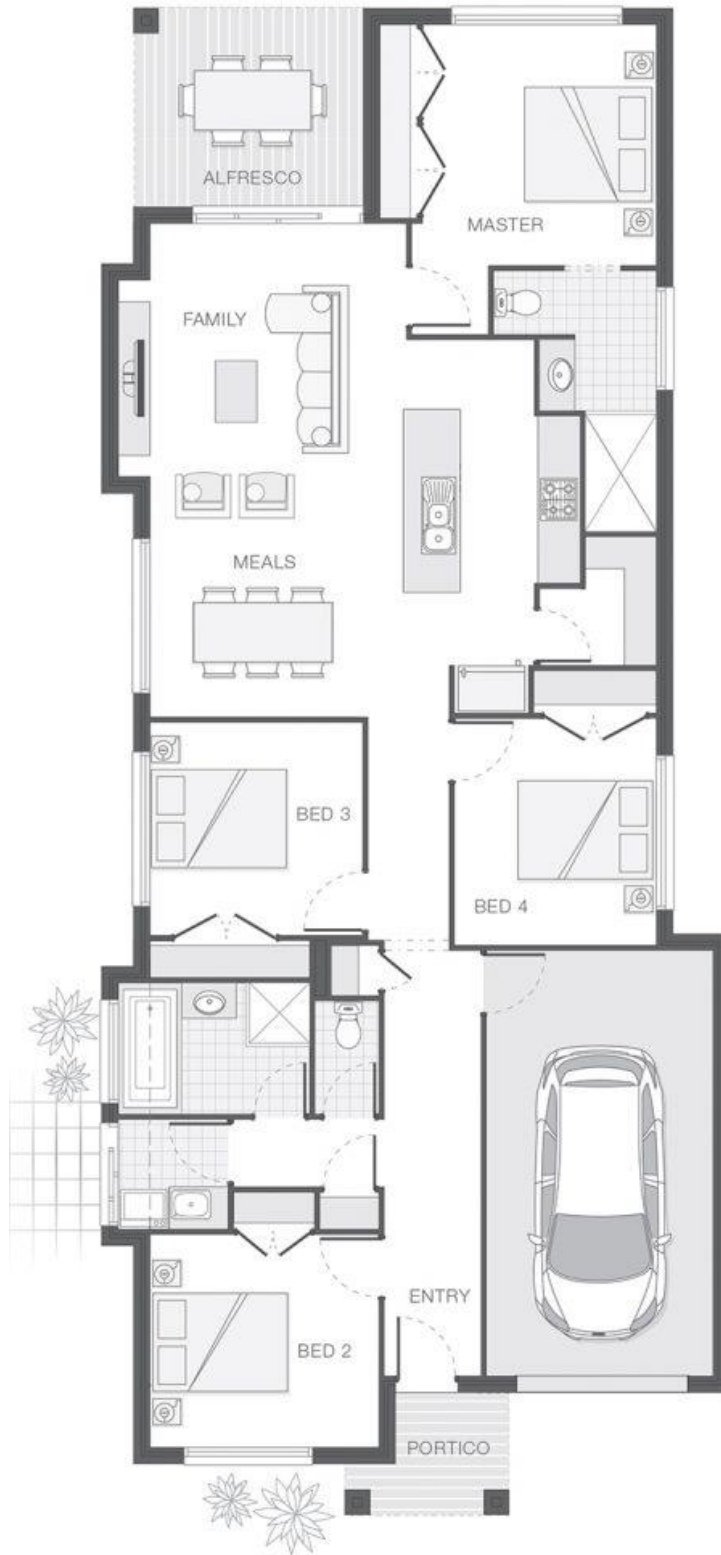 ALFRESCO
MASTER
FAMILY
MEALS
BED 3
BED 4
ENTRY
BED 2
PORTICO